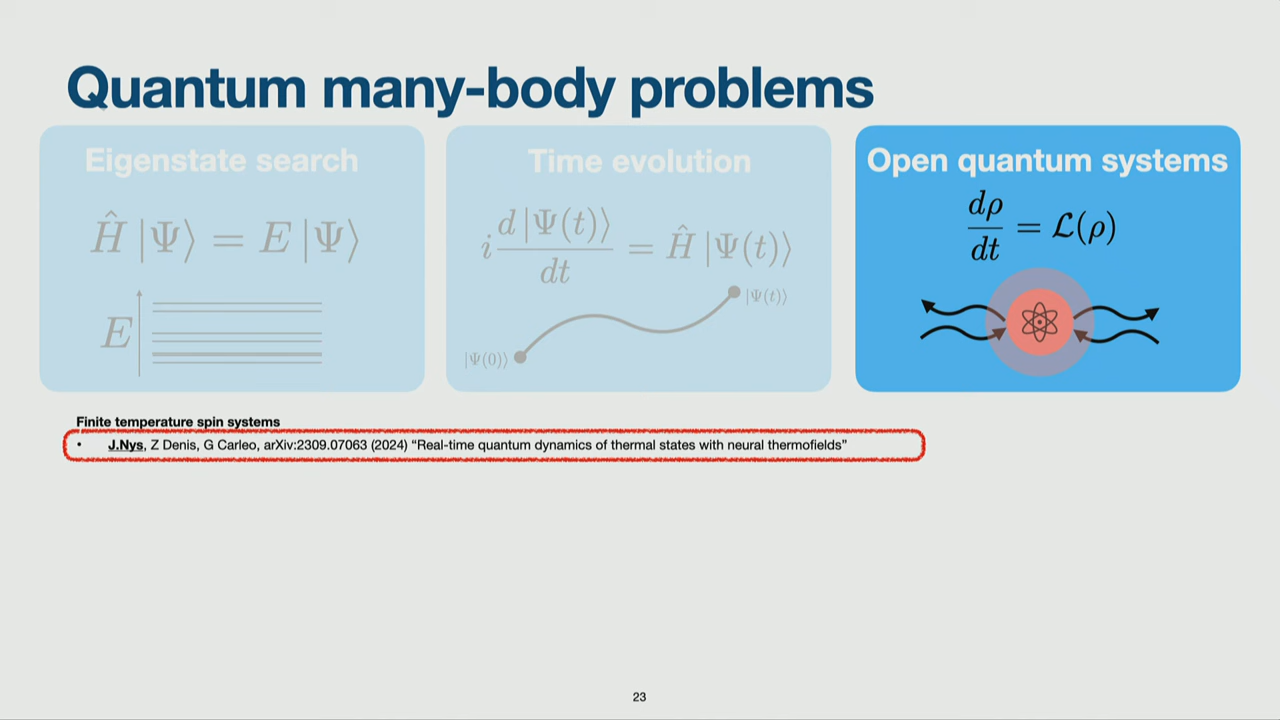 Quantum many-body problems
Eigenstate search
Ĥ |Ψ⟩ = E |Ψ⟩
E
Time evolution
i d |Ψ(t)⟩ / dt = Ĥ |Ψ(t)⟩
|Ψ(t)⟩
|Ψ(0)⟩
Open quantum systems
dρ / dt = ℒ(ρ)
Finite temperature spin systems
• J.Nys, Z Denis, G Carleo, arXiv:2309.07063 (2024) “Real-time quantum dynamics of thermal states with neural thermofields”
23